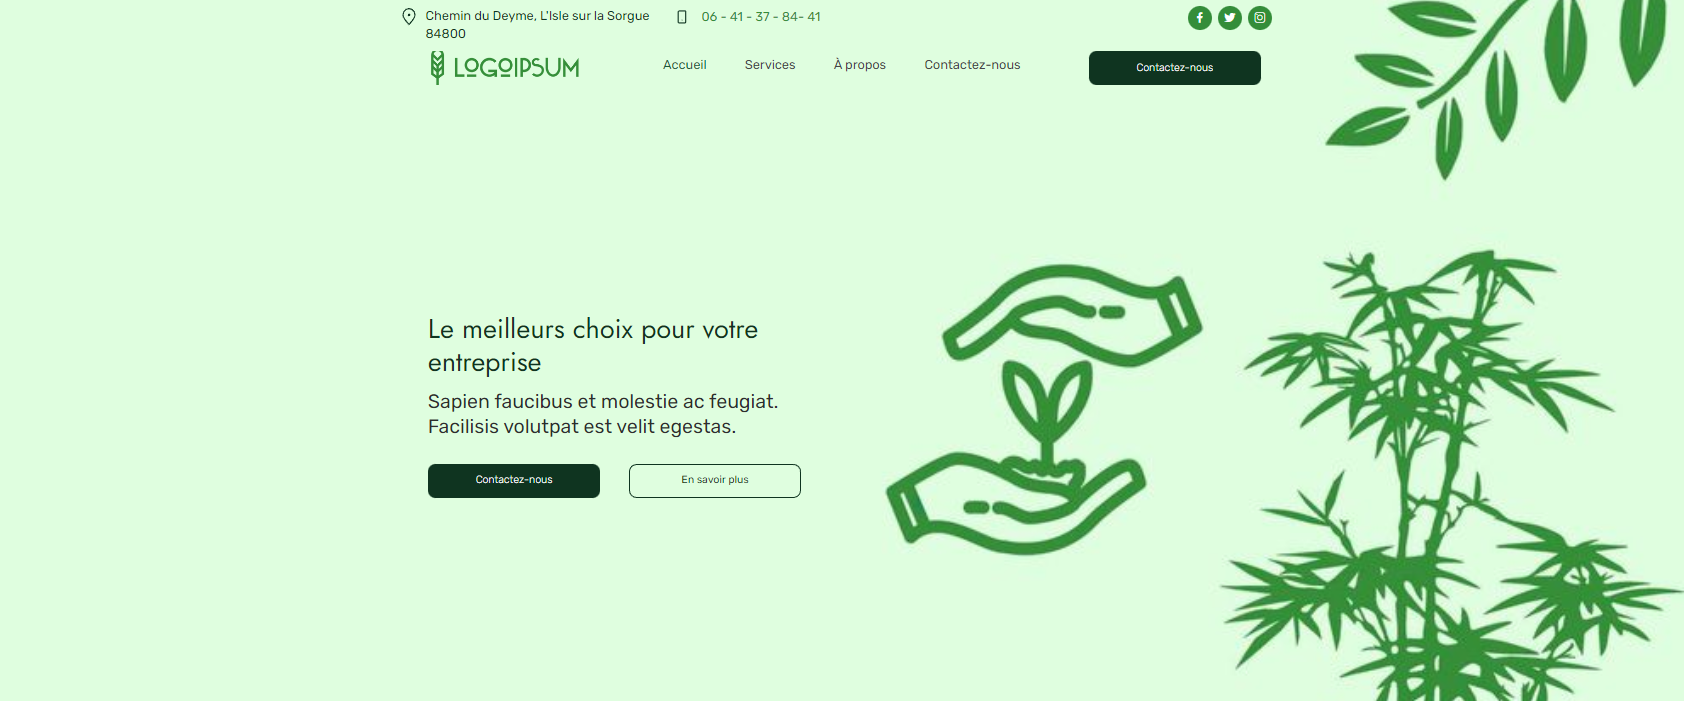 Chemin du Deyme, L'Isle sur la Sorgue
84800
06 - 41 - 37 - 84- 41
LOGOIPSUM
Accueil
Services
À propos
Contactez-nous
Contactez-nous
Le meilleurs choix pour votre
entreprise
Sapien faucibus et molestie ac feugiat.
Facilisis volutpat est velit egestas.
Contactez-nous
En savoir plus